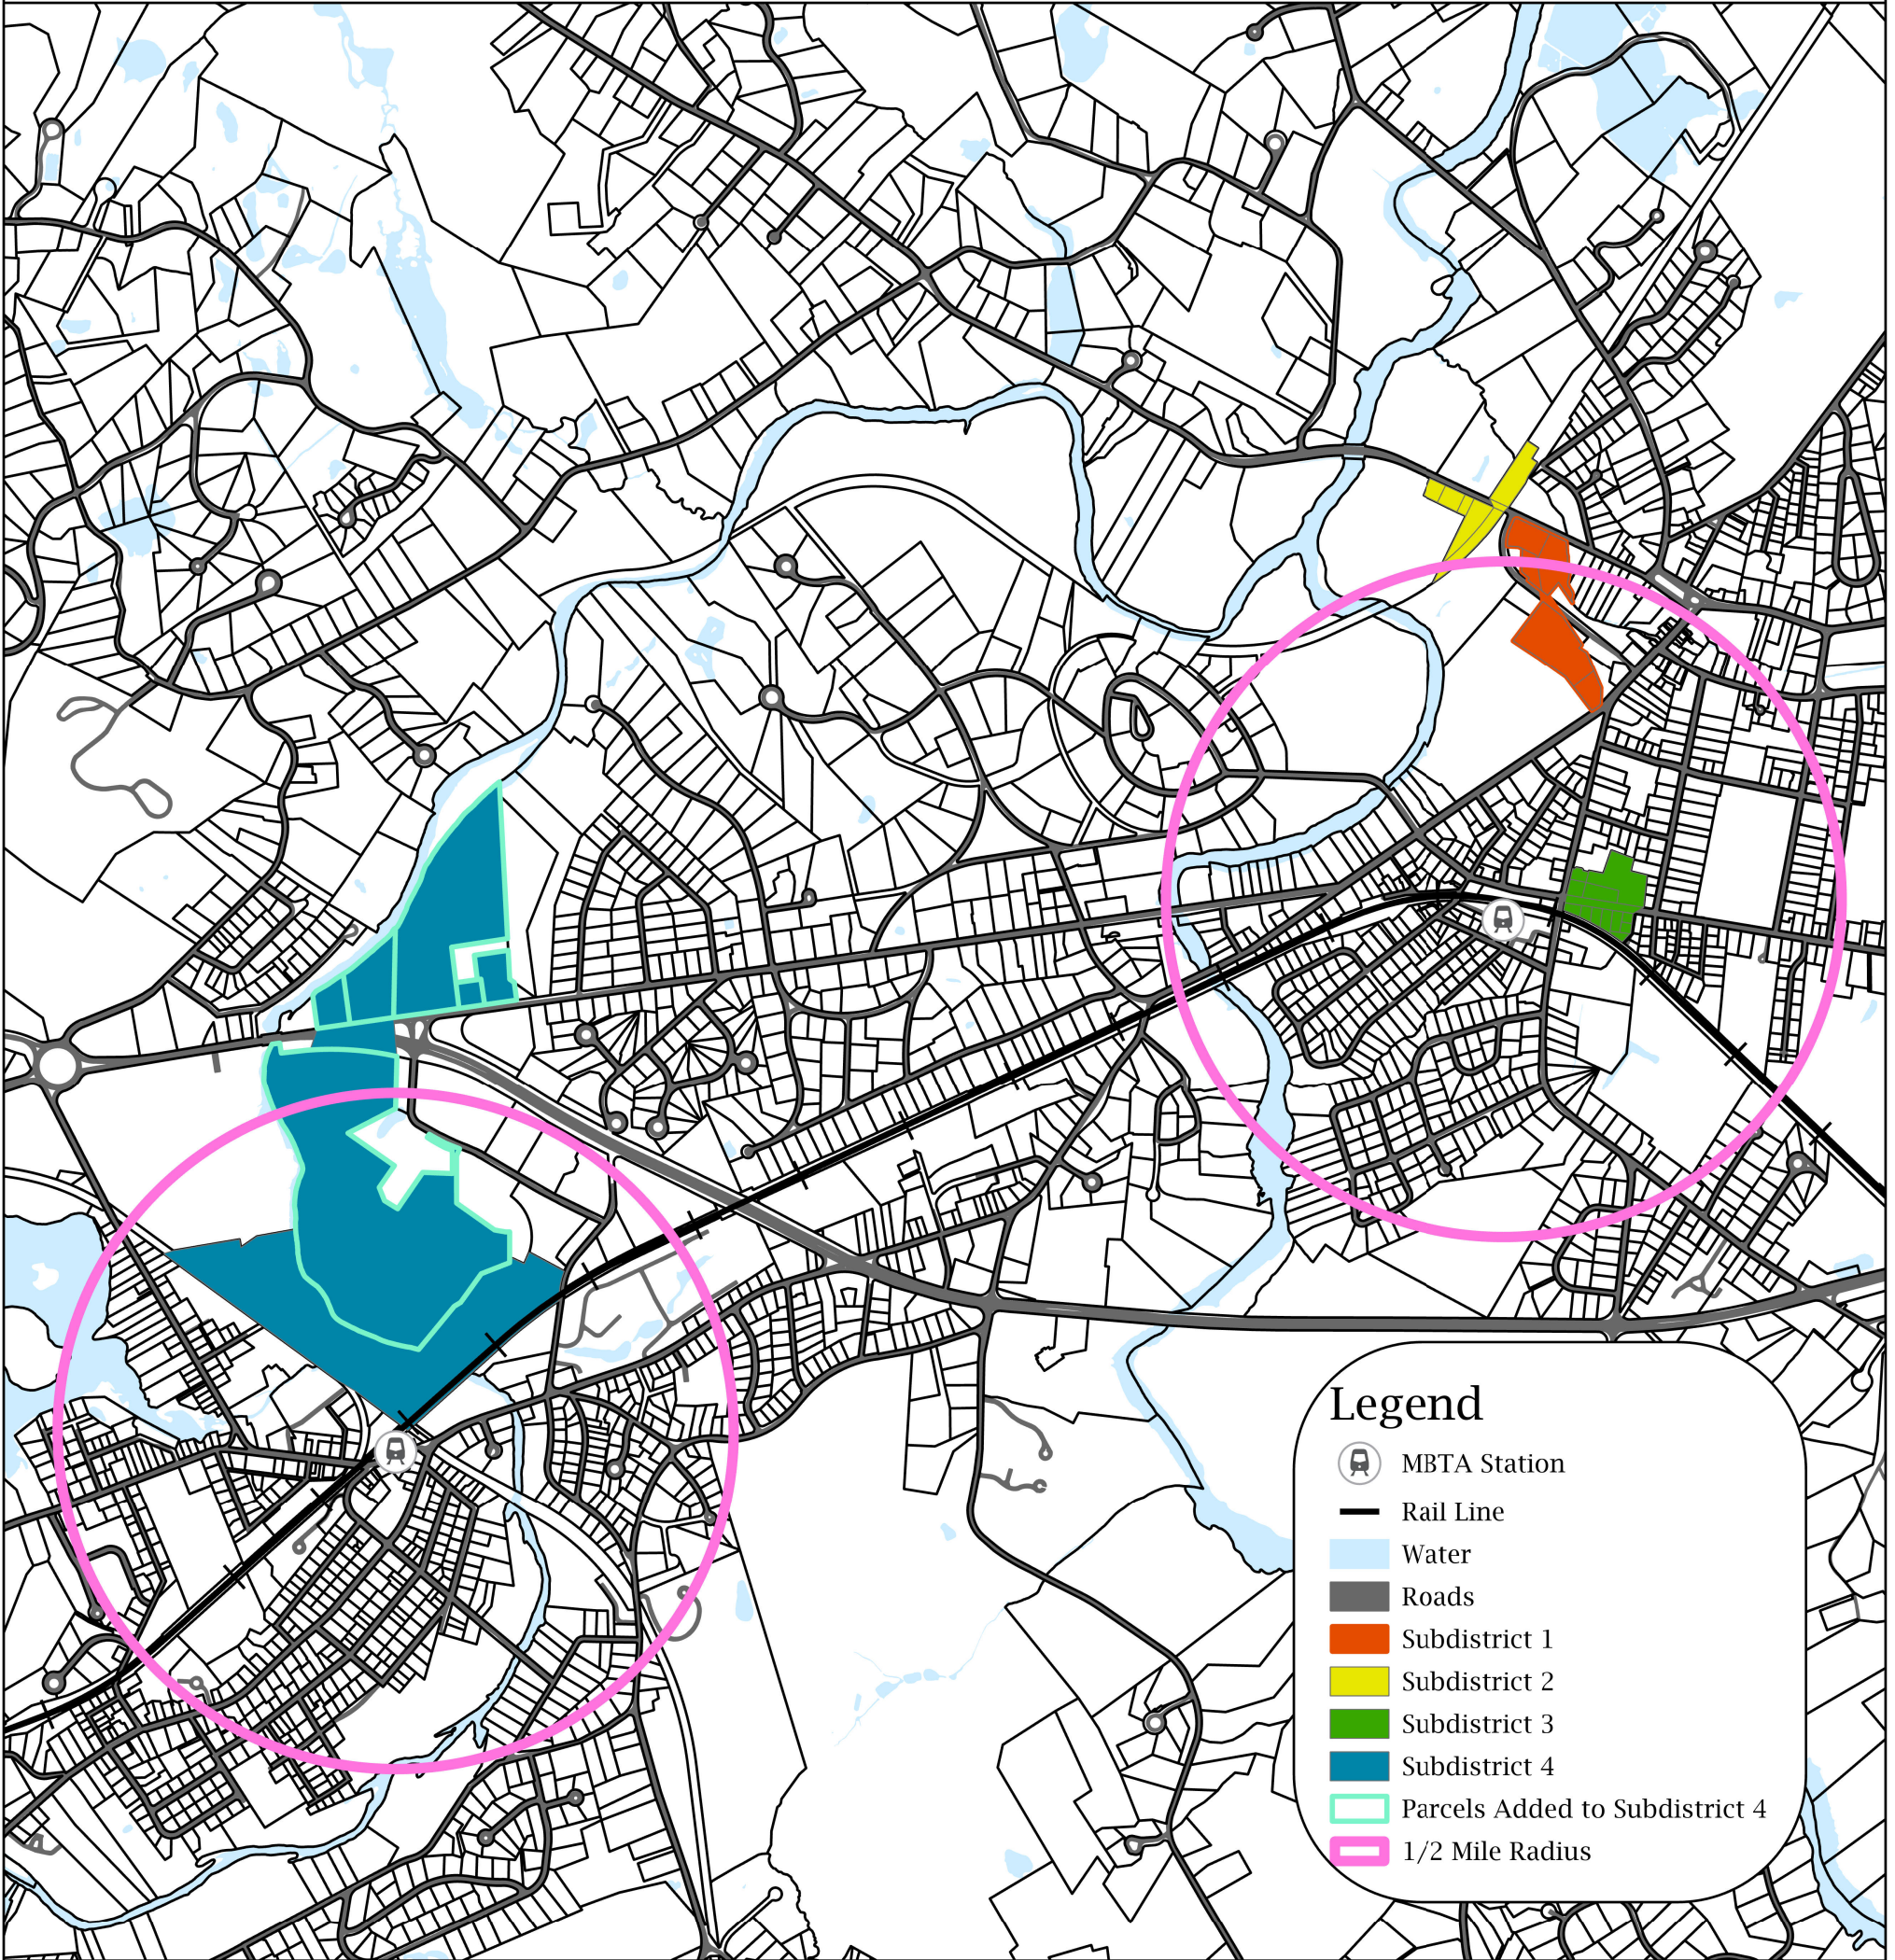 Legend
MBTA Station
Rail Line
Water
Roads
Subdistrict 1
Subdistrict 2
Subdistrict 3
Subdistrict 4
Parcels Added to Subdistrict 4
1/2 Mile Radius